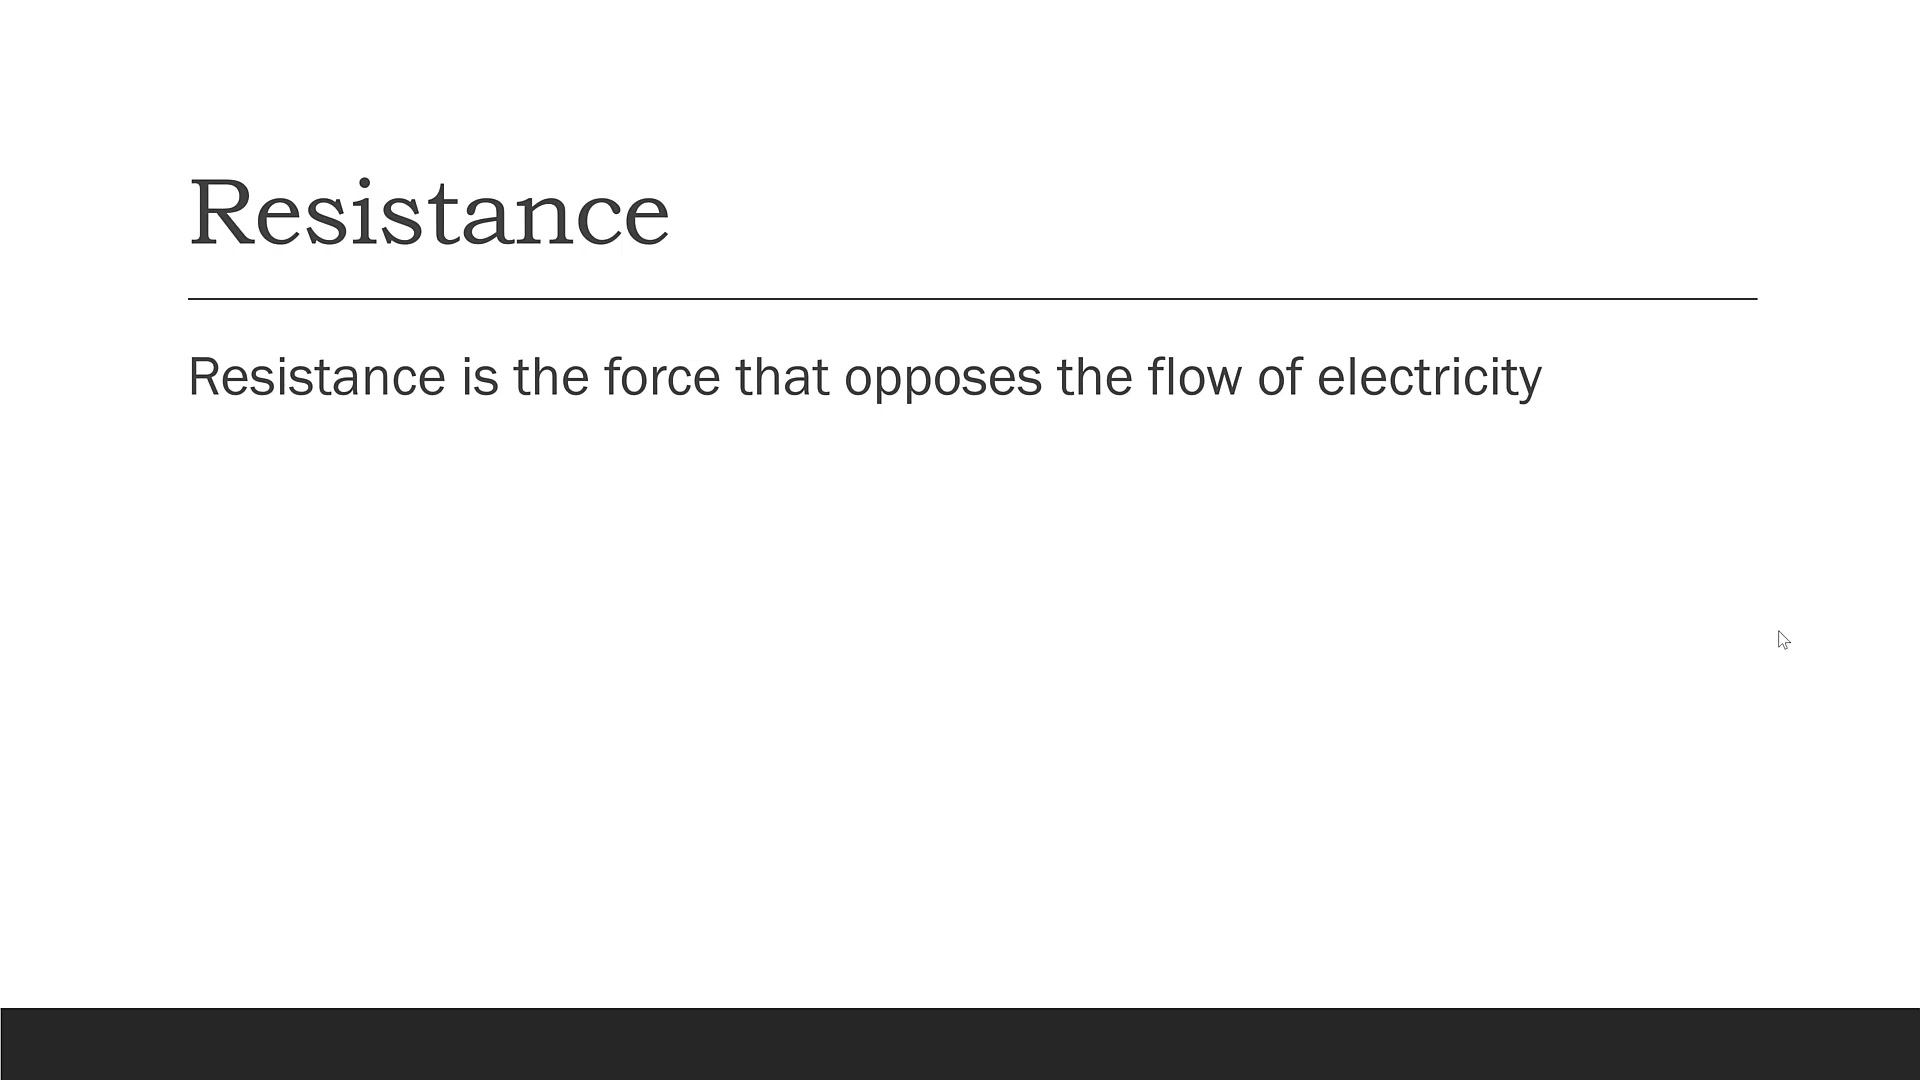 Resistance
Resistance is the force that opposes the flow of electricity